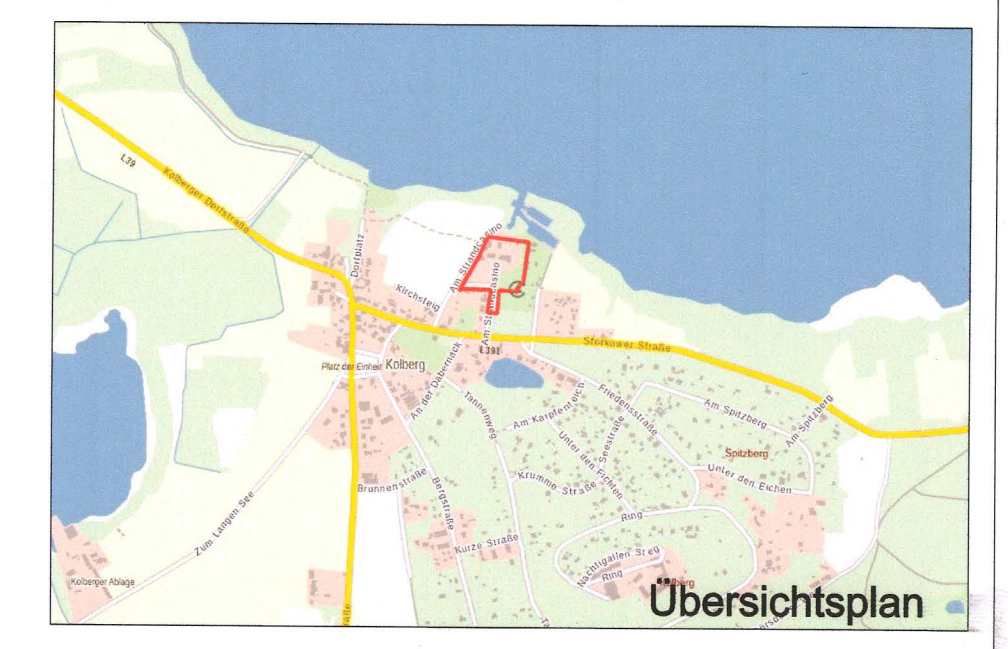 L39
Kolberger Dorfstraße
Dorfplatz
Am Strandcasino
Kirchsteig
Am Strandcasino
Storkower Straße
L391
Platz der Einheit
Kolberg
An der Dabernack
Tannenweg
Am Karpfenteich
Friedensstraße
Am Spitzberg
Am Spitzberg
Seestraße
Unter den Fichten
Spitzberg
Unter den Eichen
Krumme Straße
Brunnenstraße
Bergstraße
Zum Langen See
Ring
Kurze Straße
Nachtigallen Steg
Ring
Kolberger Ablage
Übersichtsplan